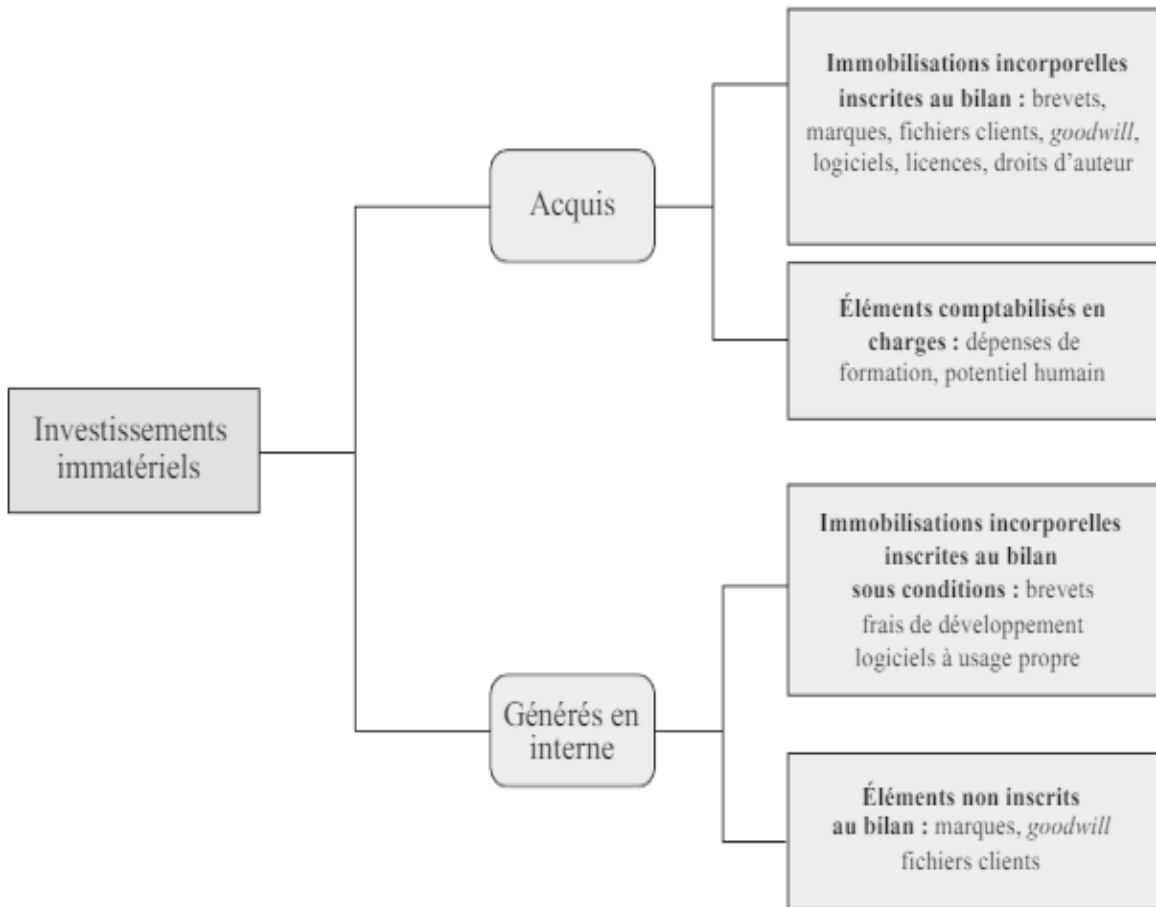 Investissements
immatériels
Acquis
Immobilisations incorporelles
inscrites au bilan : brevets,
marques, fichiers clients, goodwill,
logiciels, licences, droits d'auteur
Éléments comptabilisés en
charges : dépenses de
formation, potentiel humain
Générés en
interne
Immobilisations incorporelles
inscrites au bilan
sous conditions : brevets
frais de développement
logiciels à usage propre
Éléments non inscrits
au bilan : marques, goodwill
fichiers clients